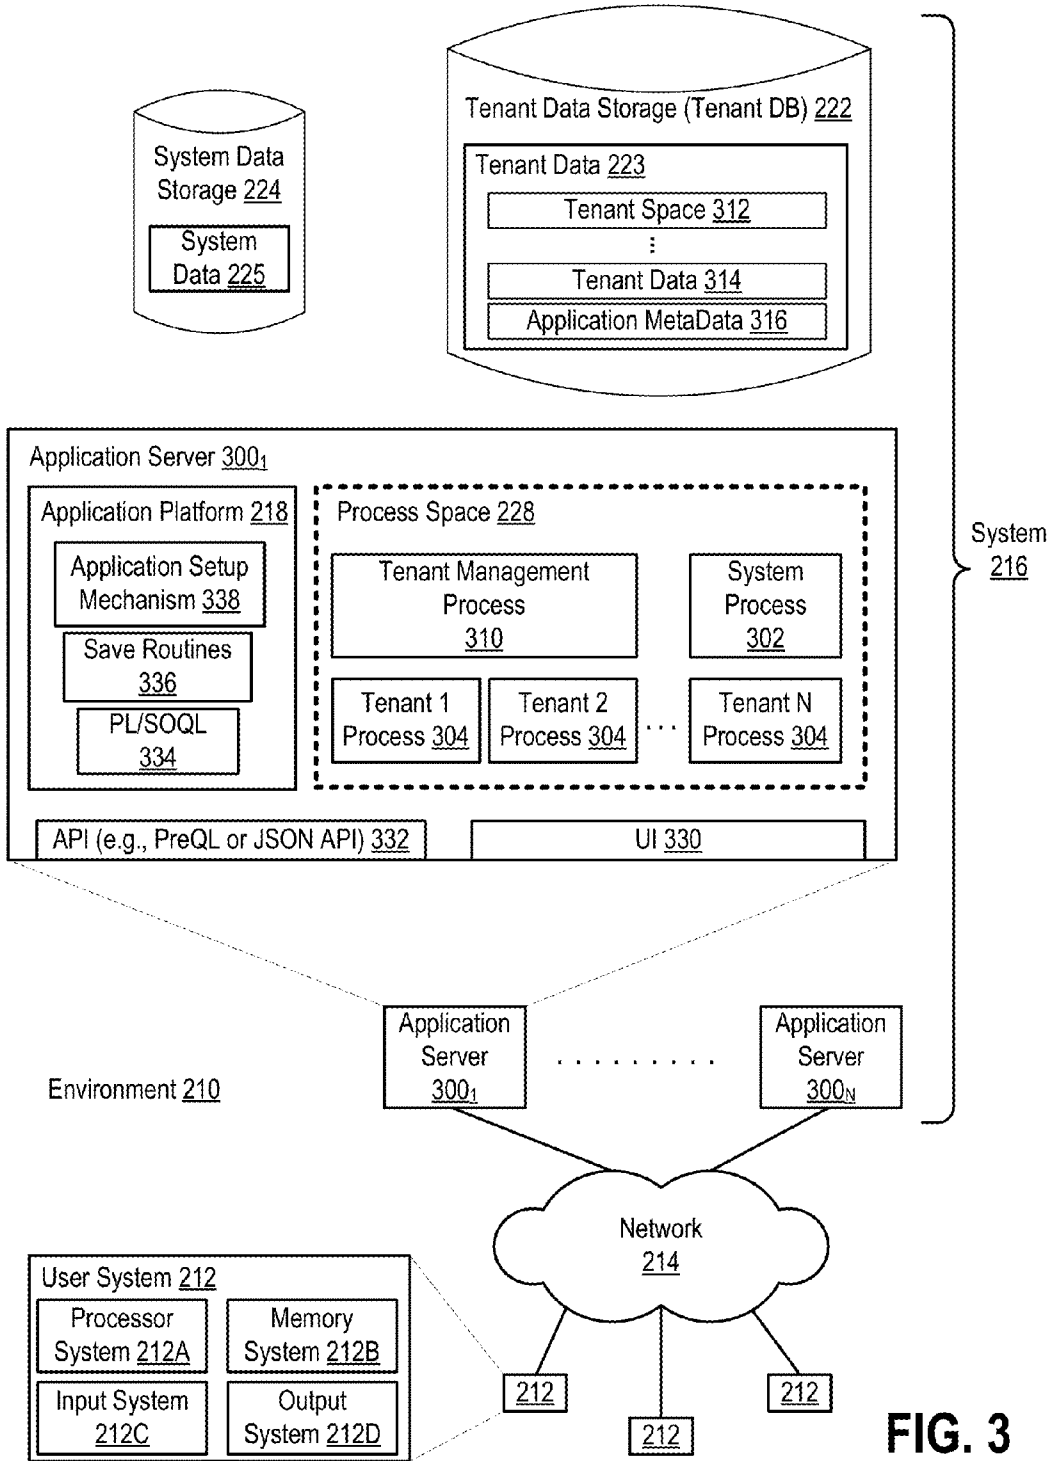 Tenant Data Storage (Tenant DB) 222
System Data
Storage 224
System
Data 225
Tenant Data 223
Tenant Space 312
Tenant Data 314
Application MetaData 316
Application Server 300₁
Application Platform 218
Application Setup
Mechanism 338
Save Routines
336
PL/SOQL
334
Process Space 228
Tenant Management
Process
310
System
Process
302
Tenant 1
Process 304
Tenant 2
Process 304
. . .
Tenant N
Process 304
API (e.g., PreQL or JSON API) 332
UI 330
System
216
Application
Server
300₁
. . . . . . . . .
Application
Server
300N
Environment 210
Network
214
User System 212
Processor
System 212A
Memory
System 212B
Input System
212C
Output
System 212D
212
212
212
FIG. 3